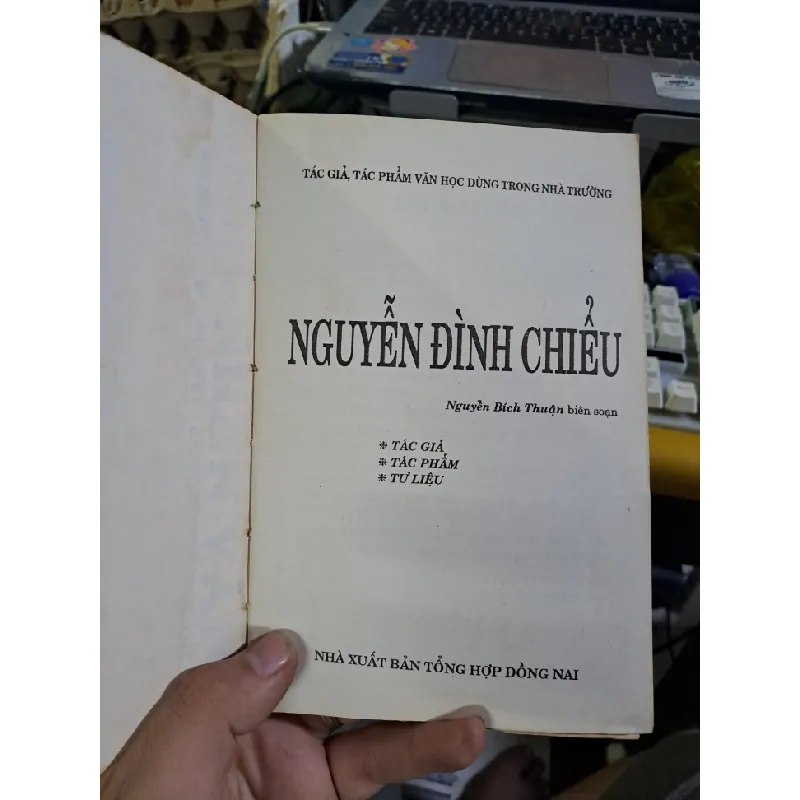 TÁC GIẢ, TÁC PHẨM VĂN HỌC DÙNG TRONG NHÀ TRƯỜNG
NGUYỄN ĐÌNH CHIỂU
Nguyễn Bích Thuận biên soạn
* TÁC GIẢ
* TÁC PHẨM
* TƯ LIỆU
NHÀ XUẤT BẢN TỔNG HỢP ĐỒNG NAI